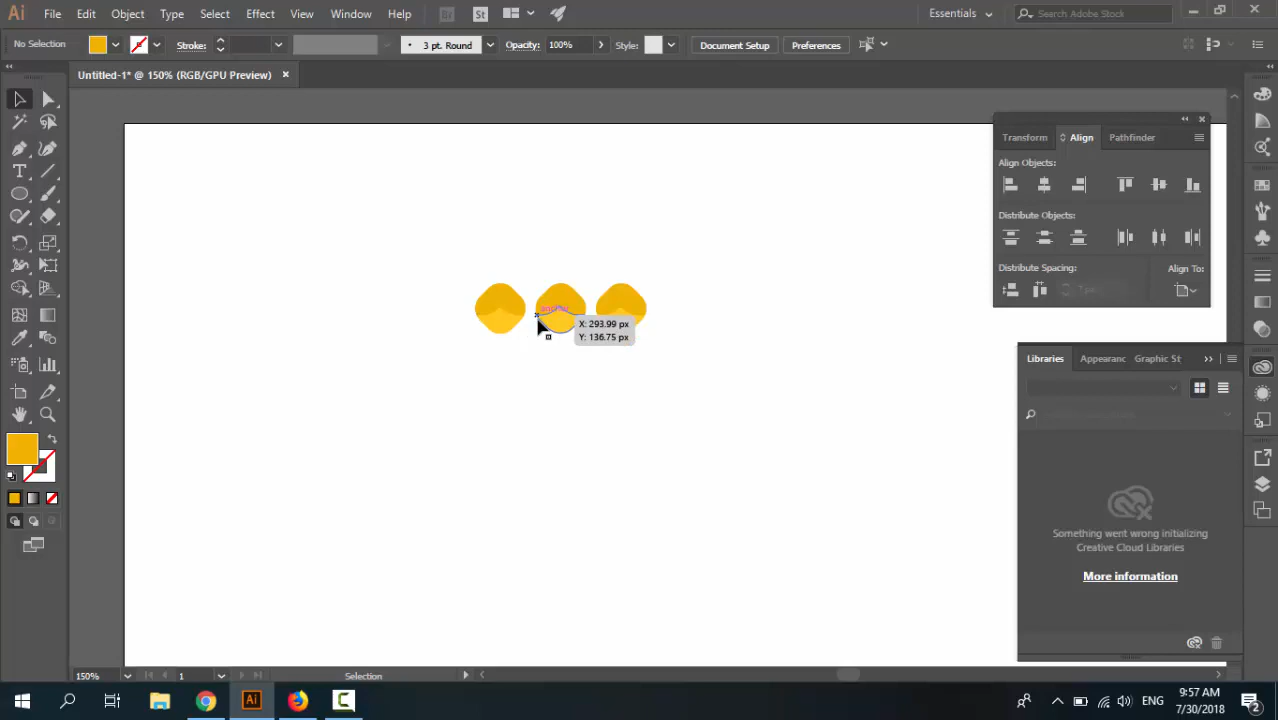 Ai File Edit Object Type Select Effect View Window Help Br St Essentials Search Adobe Stock
No Selection Stroke: 3 pt. Round Opacity: 100% Style: Document Setup Preferences
Untitled-1* @ 150% (RGB/GPU Preview)
Transform Align Pathfinder
Align Objects:
Distribute Objects:
Distribute Spacing: Align To:
X: 293.99 px
Y: 136.75 px
Libraries Appearanc Graphic St
Something went wrong initializing
Creative Cloud Libraries
More information
150% 1 Selection
Ai ENG 9:57 AM
7/30/2018 2